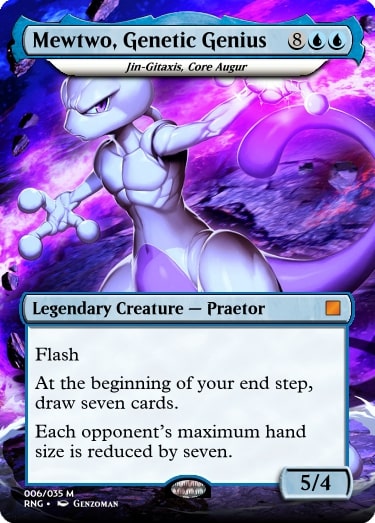 Mewtwo, Genetic Genius 8
Jin-Gitaxis, Core Augur
Legendary Creature — Praetor
Flash
At the beginning of your end step,
draw seven cards.
Each opponent's maximum hand
size is reduced by seven.
5/4
006/035 M
RNG • Genzoman